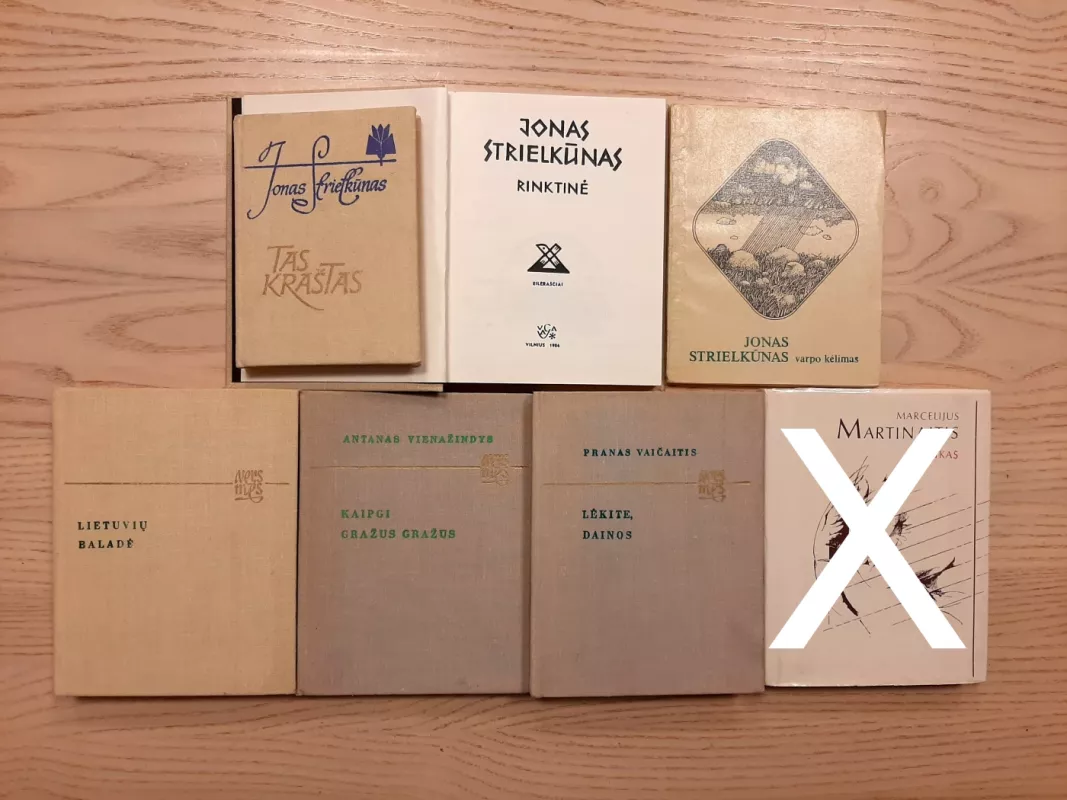 Jonas Strielkūnas
TAS
KRAŠTAS
JONAS
STRIELKŪNAS
RINKTINĖ
EILĖRAŠČIAI
VAGA
VILNIUS 1986
JONAS
STRIELKŪNAS varpo kėlimas
LIETUVIŲ
BALADĖ
ANTANAS VIENAŽINDYS
KAIPGI
GRAŽUS GRAŽUS
PRANAS VAIČAITIS
LĖKITE,
DAINOS
MARCELIJUS
MARTINAITIS
X